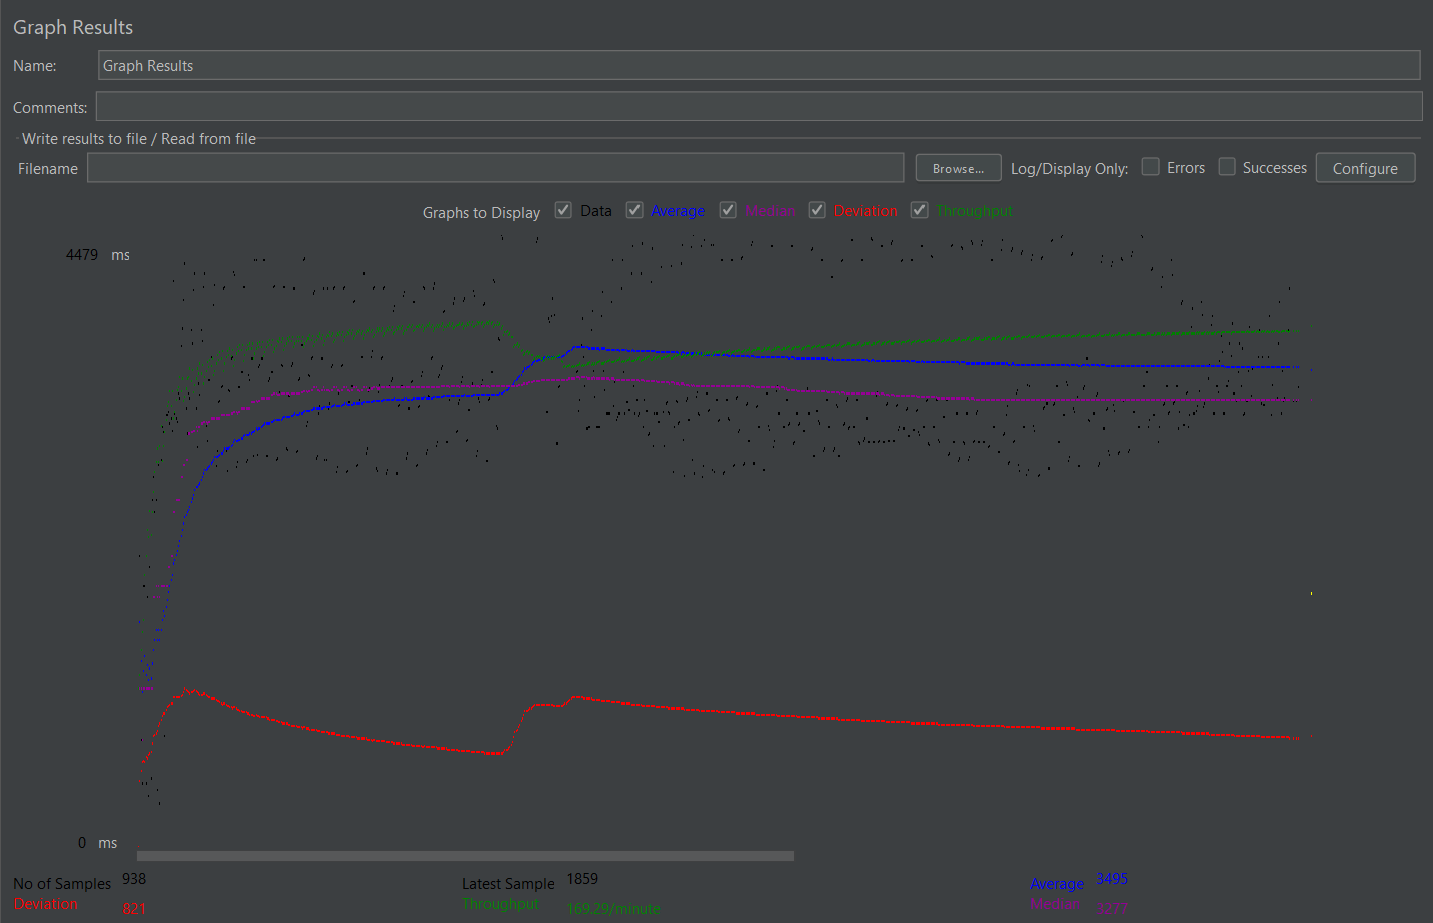 Graph Results
Name: Graph Results
Comments:
Write results to file / Read from file
Filename Browse... Log/Display Only: Errors Successes Configure
Graphs to Display Data Average Median Deviation Throughput
4479 ms
0 ms
No of Samples 938 Latest Sample 1859 Average 3495
Deviation 821 Throughput 169.29/minute Median